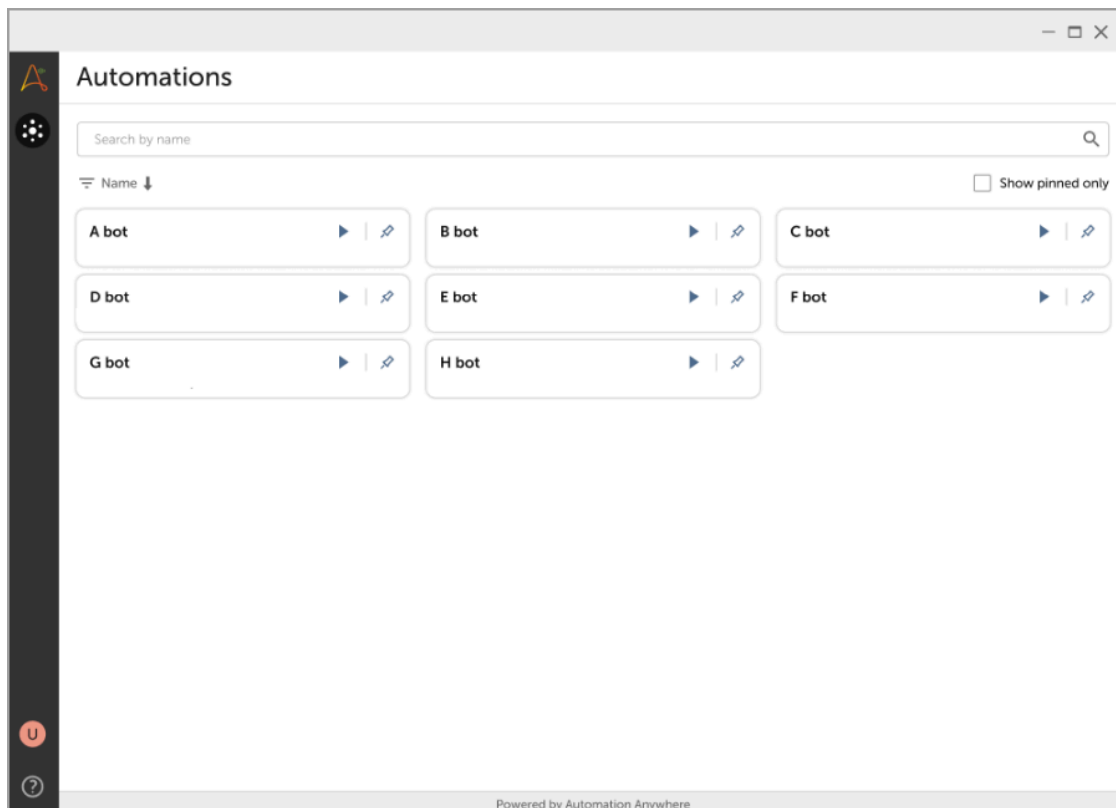 Automations
Search by name
Name
Show pinned only
A bot
B bot
C bot
D bot
E bot
F bot
G bot
H bot
U
Powered by Automation Anywhere